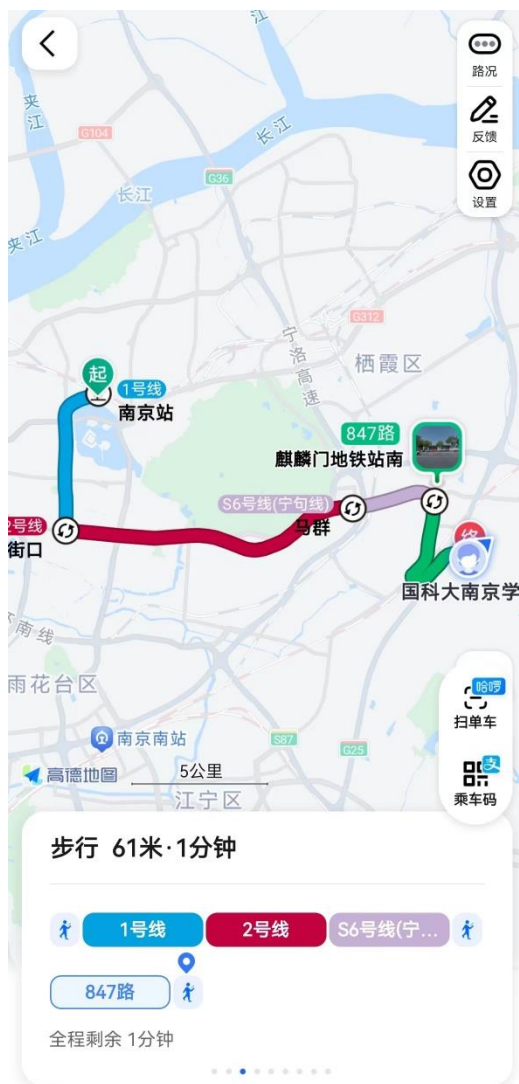 路况
反馈
设置
夹
江
G104
长江
G36
长江
夹江
G312
宁洛高速
栖霞区
起
1号线
南京站
847路
麒麟门地铁站南
2号线
街口
S6号线(宁句线)
马群
终
国科大南京学
南线
雨花台区
哈啰
扫单车
南京南站
S87
G25
支
乘车码
高德地图
5公里
江宁区
步行 61米·1分钟
1号线
2号线
S6号线(宁...
847路
全程剩余 1分钟